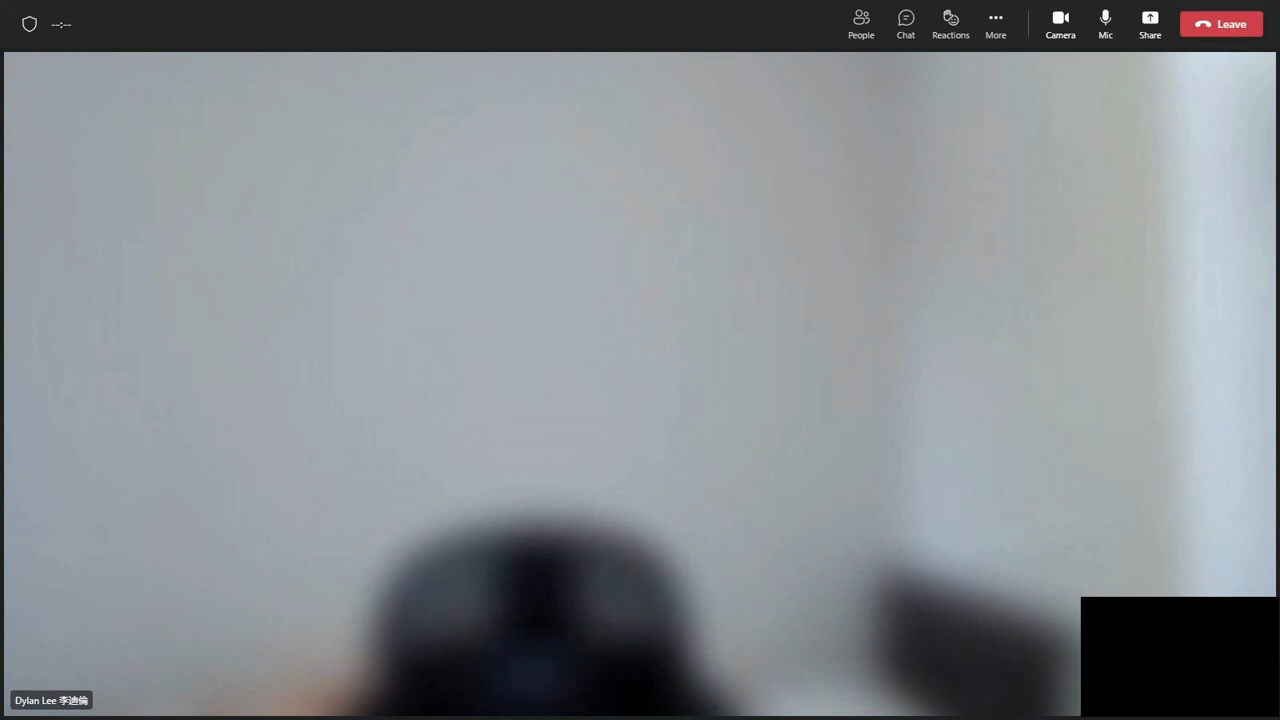 --:--
People
Chat
Reactions
More
Camera
Mic
Share
Leave
Dylan Lee 李迪倫